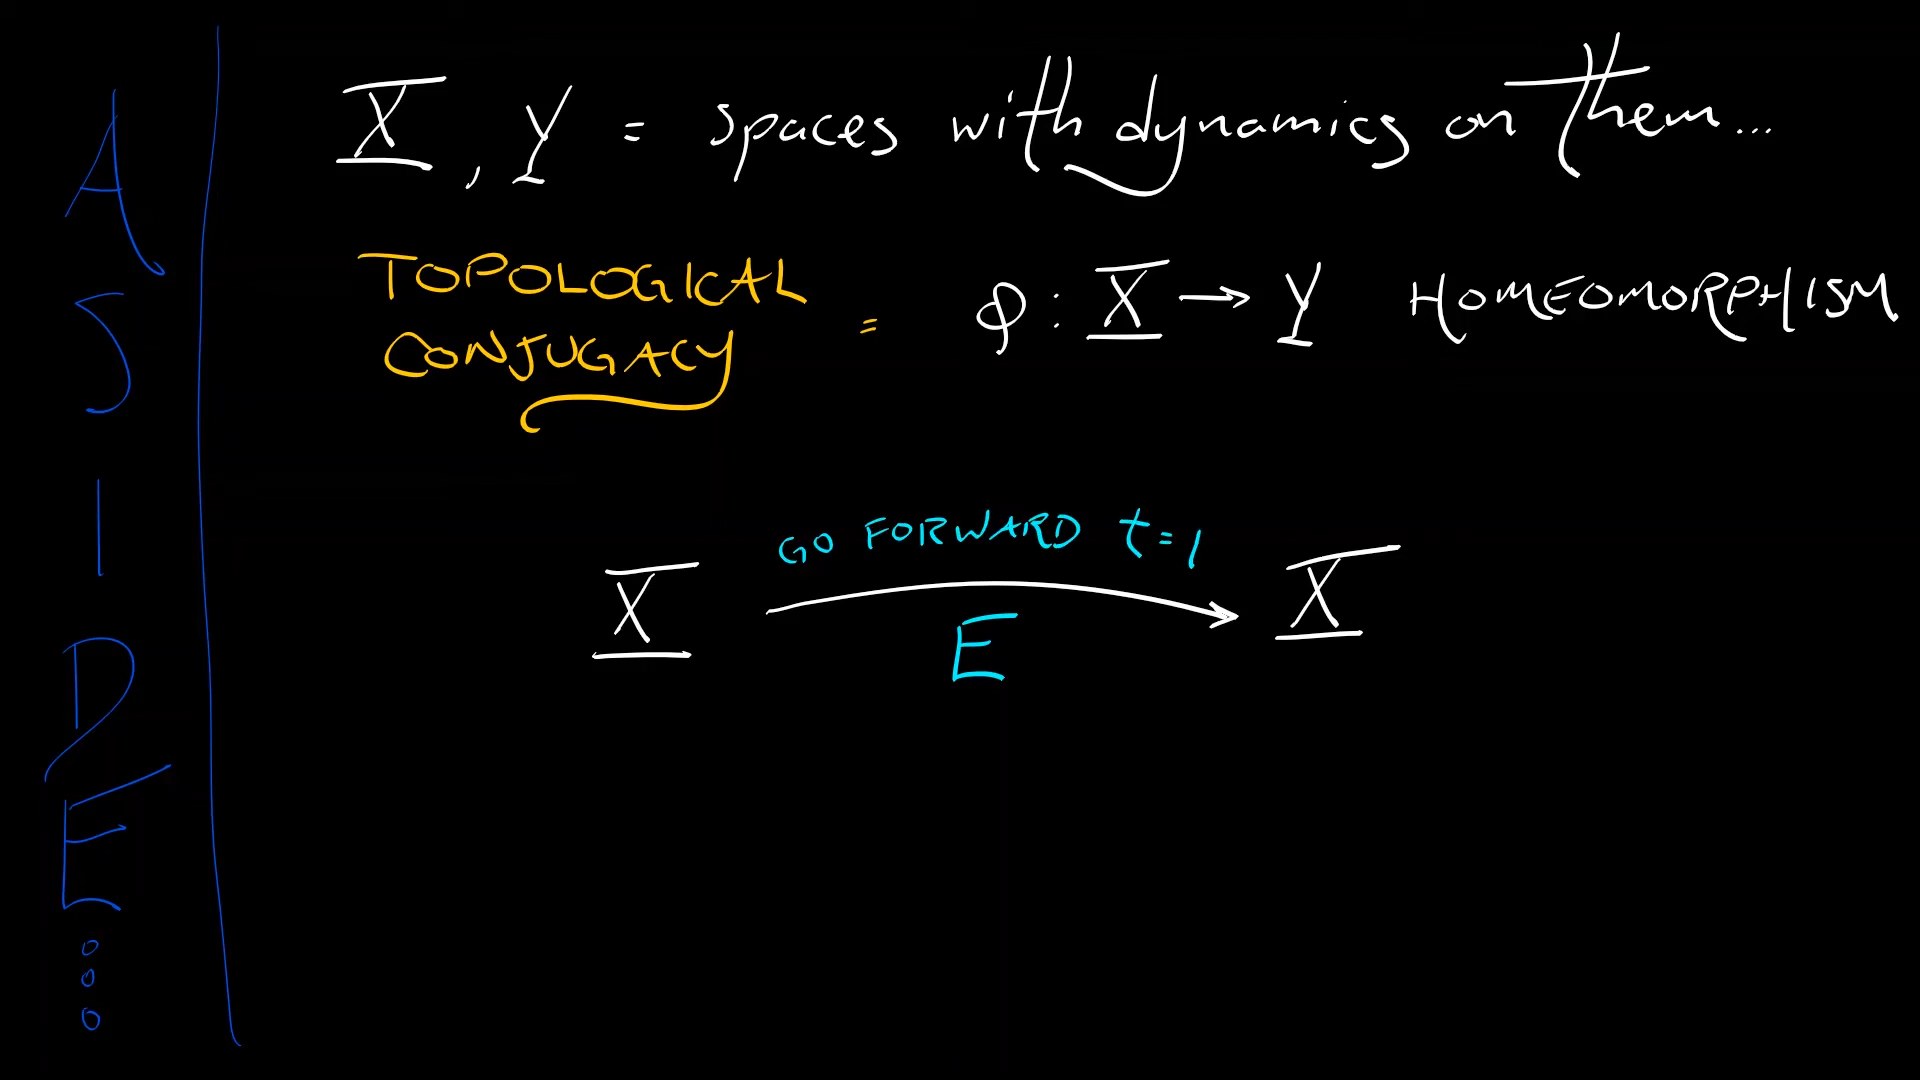 ASIDE...
X, Y = spaces with dynamics on them...
TOPOLOGICAL
CONJUGACY = φ: X → Y HOMEOMORPHISM
GO FORWARD t=1
X → X
E